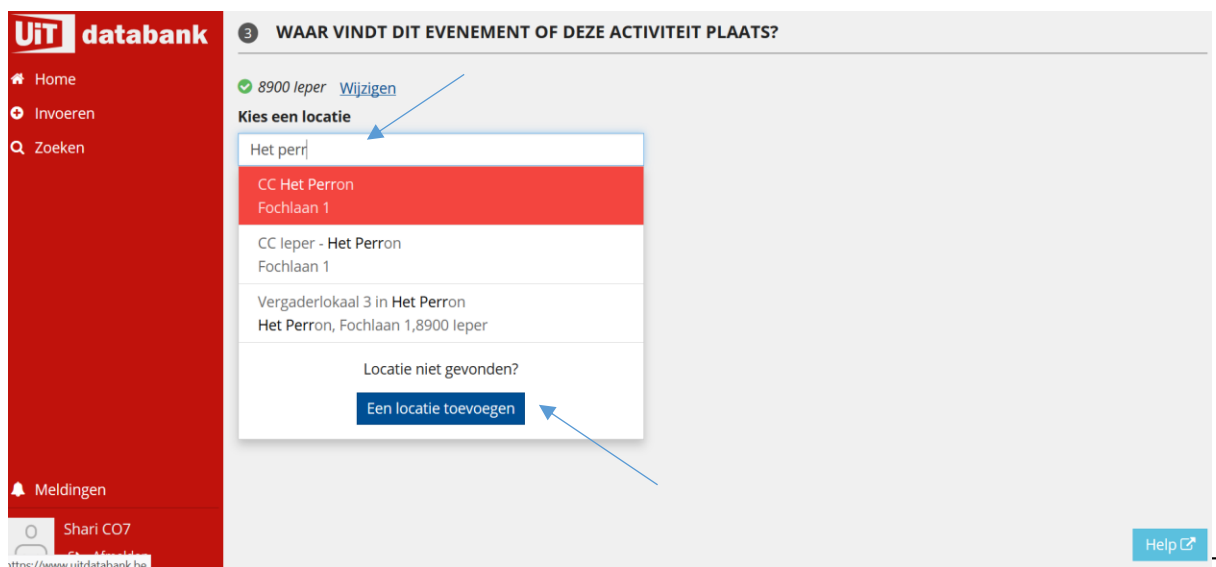 UiT databank
Home
Invoeren
Zoeken
Meldingen
Shari CO7
Afmelden
https://www.uitdatabank.be
3 WAAR VINDT DIT EVENEMENT OF DEZE ACTIVITEIT PLAATS?
8900 Ieper Wijzigen
Kies een locatie
Het perr
CC Het Perron
Fochlaan 1
CC Ieper - Het Perron
Fochlaan 1
Vergaderlokaal 3 in Het Perron
Het Perron, Fochlaan 1,8900 Ieper
Locatie niet gevonden?
Een locatie toevoegen
Help